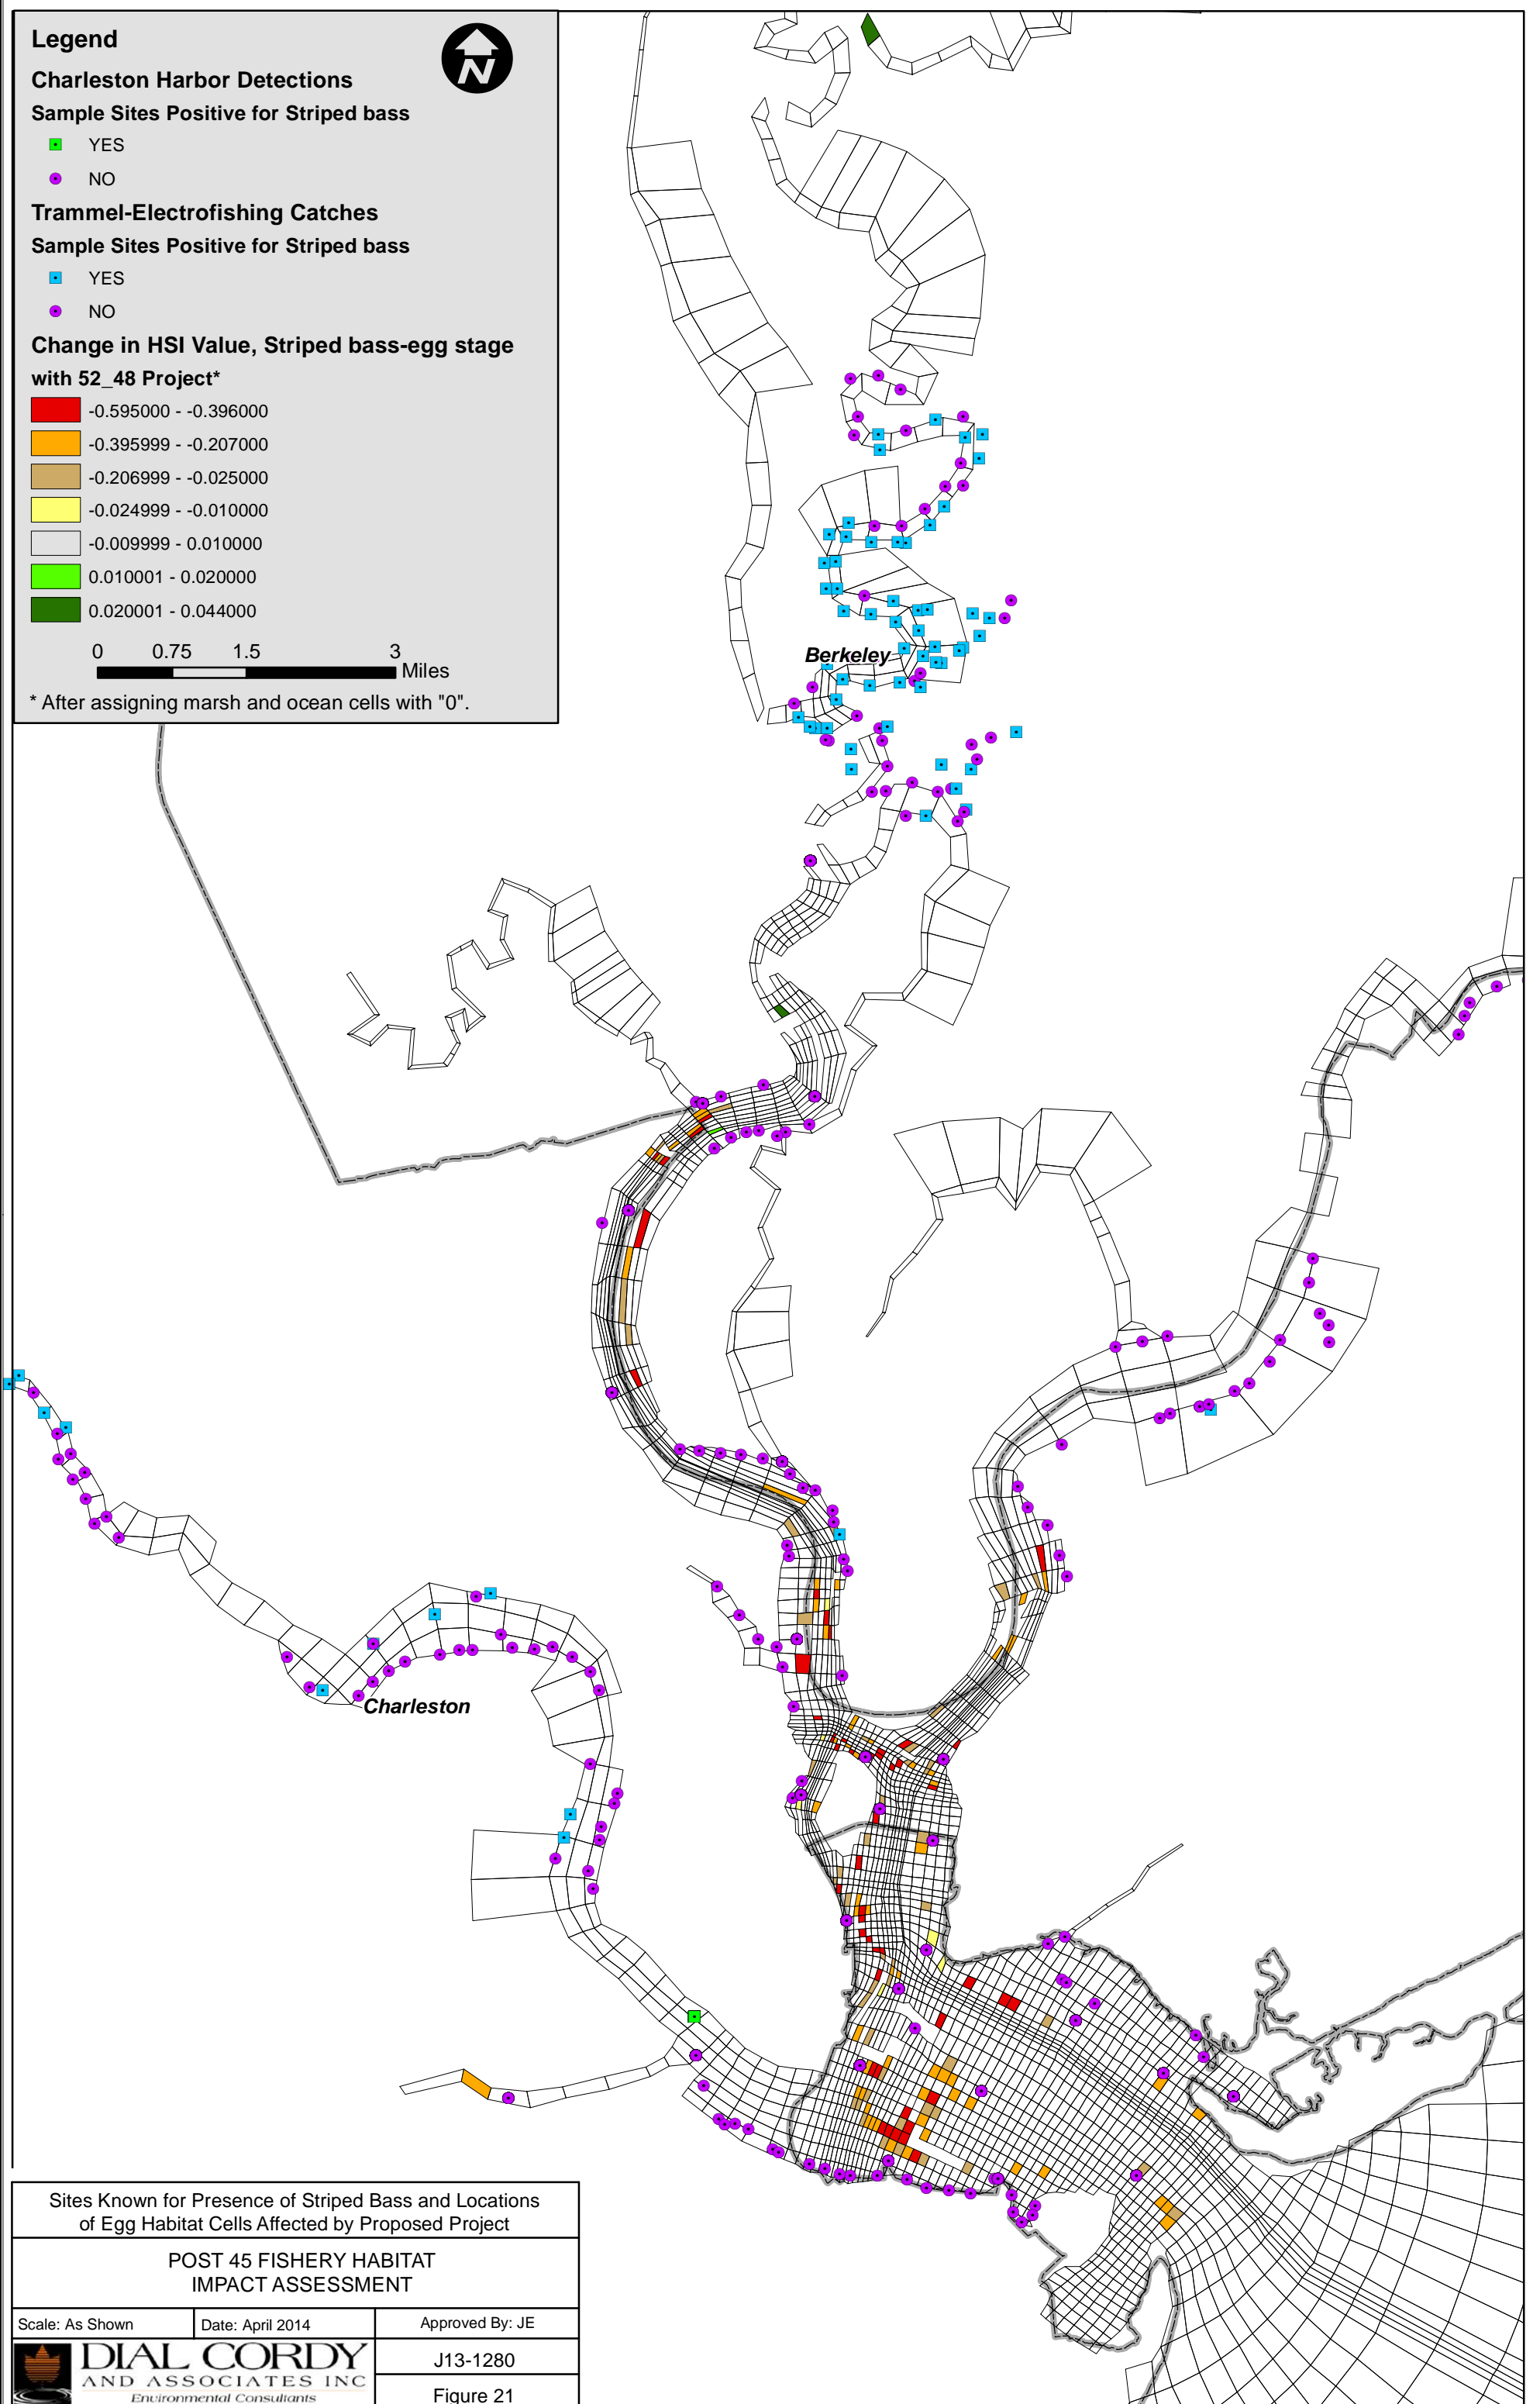 Legend
N
Charleston Harbor Detections
Sample Sites Positive for Striped bass
YES
NO
Trammel-Electrofishing Catches
Sample Sites Positive for Striped bass
YES
NO
Change in HSI Value, Striped bass-egg stage
with 52_48 Project*
-0.595000 - -0.396000
-0.395999 - -0.207000
-0.206999 - -0.025000
-0.024999 - -0.010000
-0.009999 - 0.010000
0.010001 - 0.020000
0.020001 - 0.044000
0 0.75 1.5 3
Miles
* After assigning marsh and ocean cells with "0".
Berkeley
Charleston
Sites Known for Presence of Striped Bass and Locations
of Egg Habitat Cells Affected by Proposed Project
POST 45 FISHERY HABITAT
IMPACT ASSESSMENT
Scale: As Shown
Date: April 2014
Approved By: JE
DIAL CORDY
AND ASSOCIATES INC
Environmental Consultants
J13-1280
Figure 21